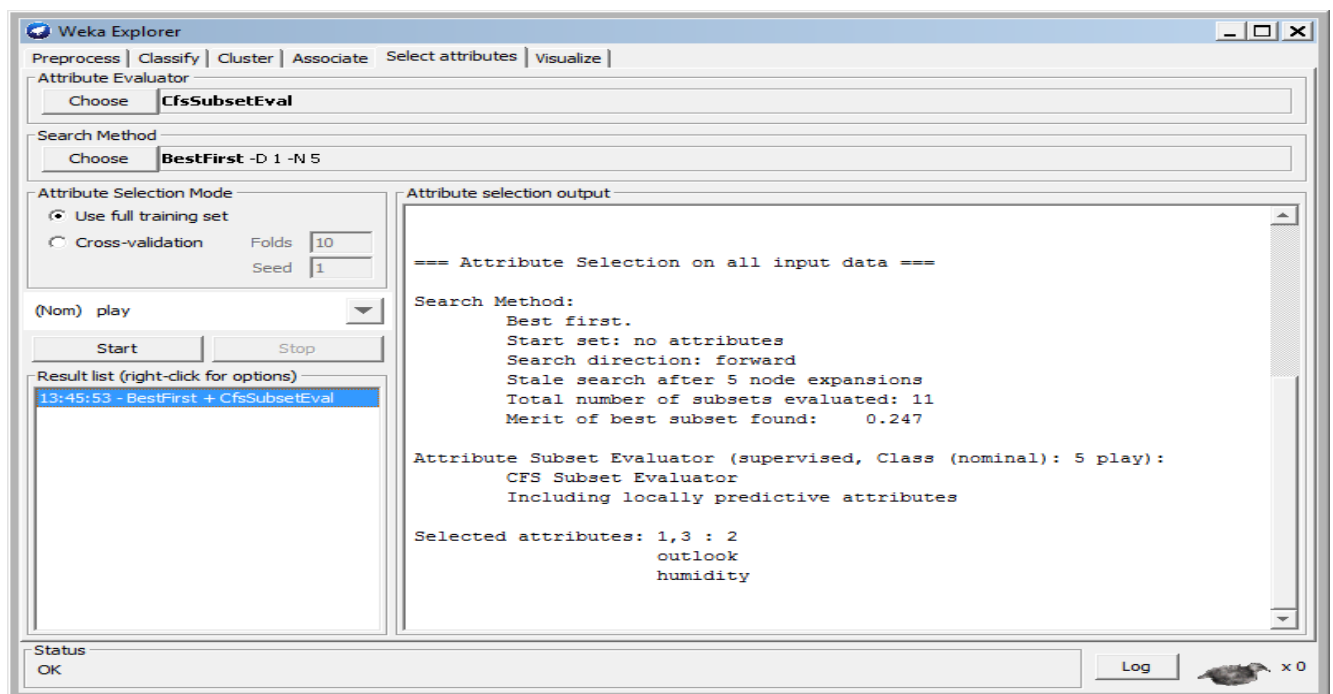 Weka Explorer
Preprocess Classify Cluster Associate Select attributes Visualize
Attribute Evaluator
Choose CfsSubsetEval
Search Method
Choose BestFirst -D 1 -N 5
Attribute Selection Mode
Use full training set
Cross-validation Folds 10
Seed 1
(Nom) play
Start Stop
Result list (right-click for options)
13:45:53 - BestFirst + CfsSubsetEval
Attribute selection output
=== Attribute Selection on all input data ===
Search Method:
Best first.
Start set: no attributes
Search direction: forward
Stale search after 5 node expansions
Total number of subsets evaluated: 11
Merit of best subset found: 0.247
Attribute Subset Evaluator (supervised, Class (nominal): 5 play):
CFS Subset Evaluator
Including locally predictive attributes
Selected attributes: 1,3 : 2
outlook
humidity
Status
OK
Log x 0